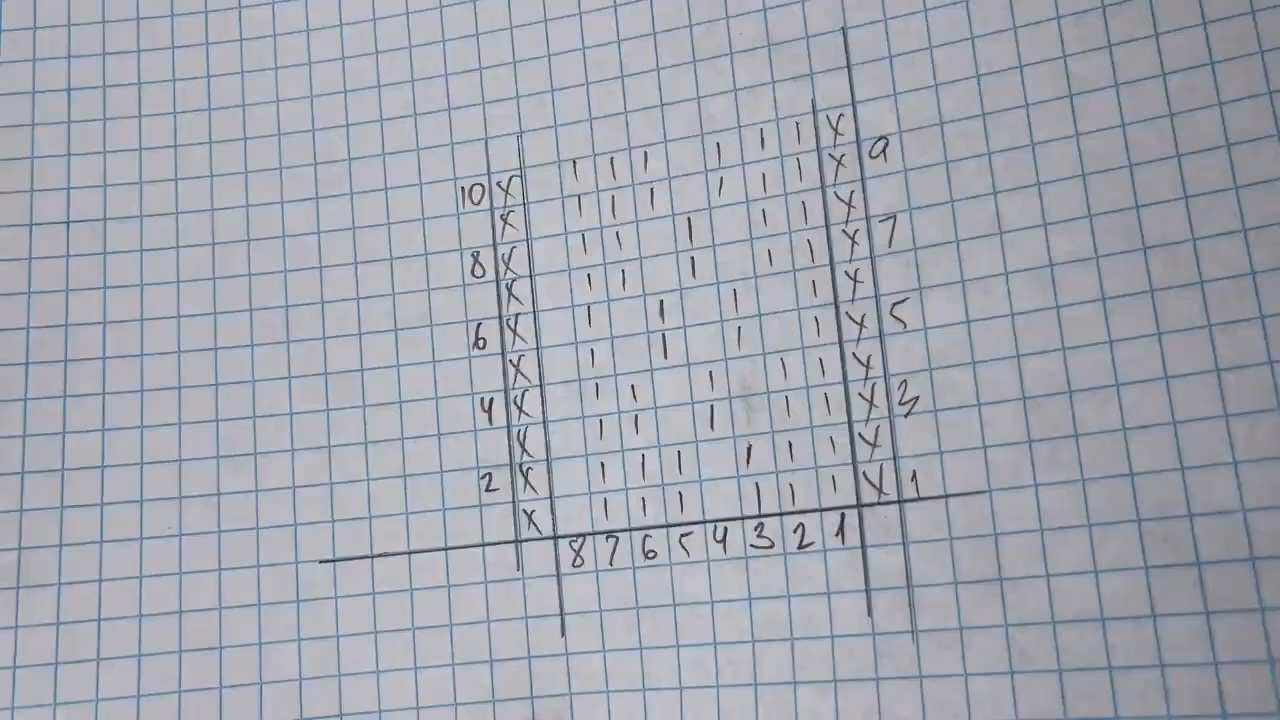 10 X I I I I I I X
X I I I I I I X 9
8 X I I I I I X
X I I I I I X 7
6 X I I I I X
X I I I I X 5
4 X I I I I I X
X I I I I I X 3
2 X I I I I I I X
X I I I I I I X 1
8 7 6 5 4 3 2 1